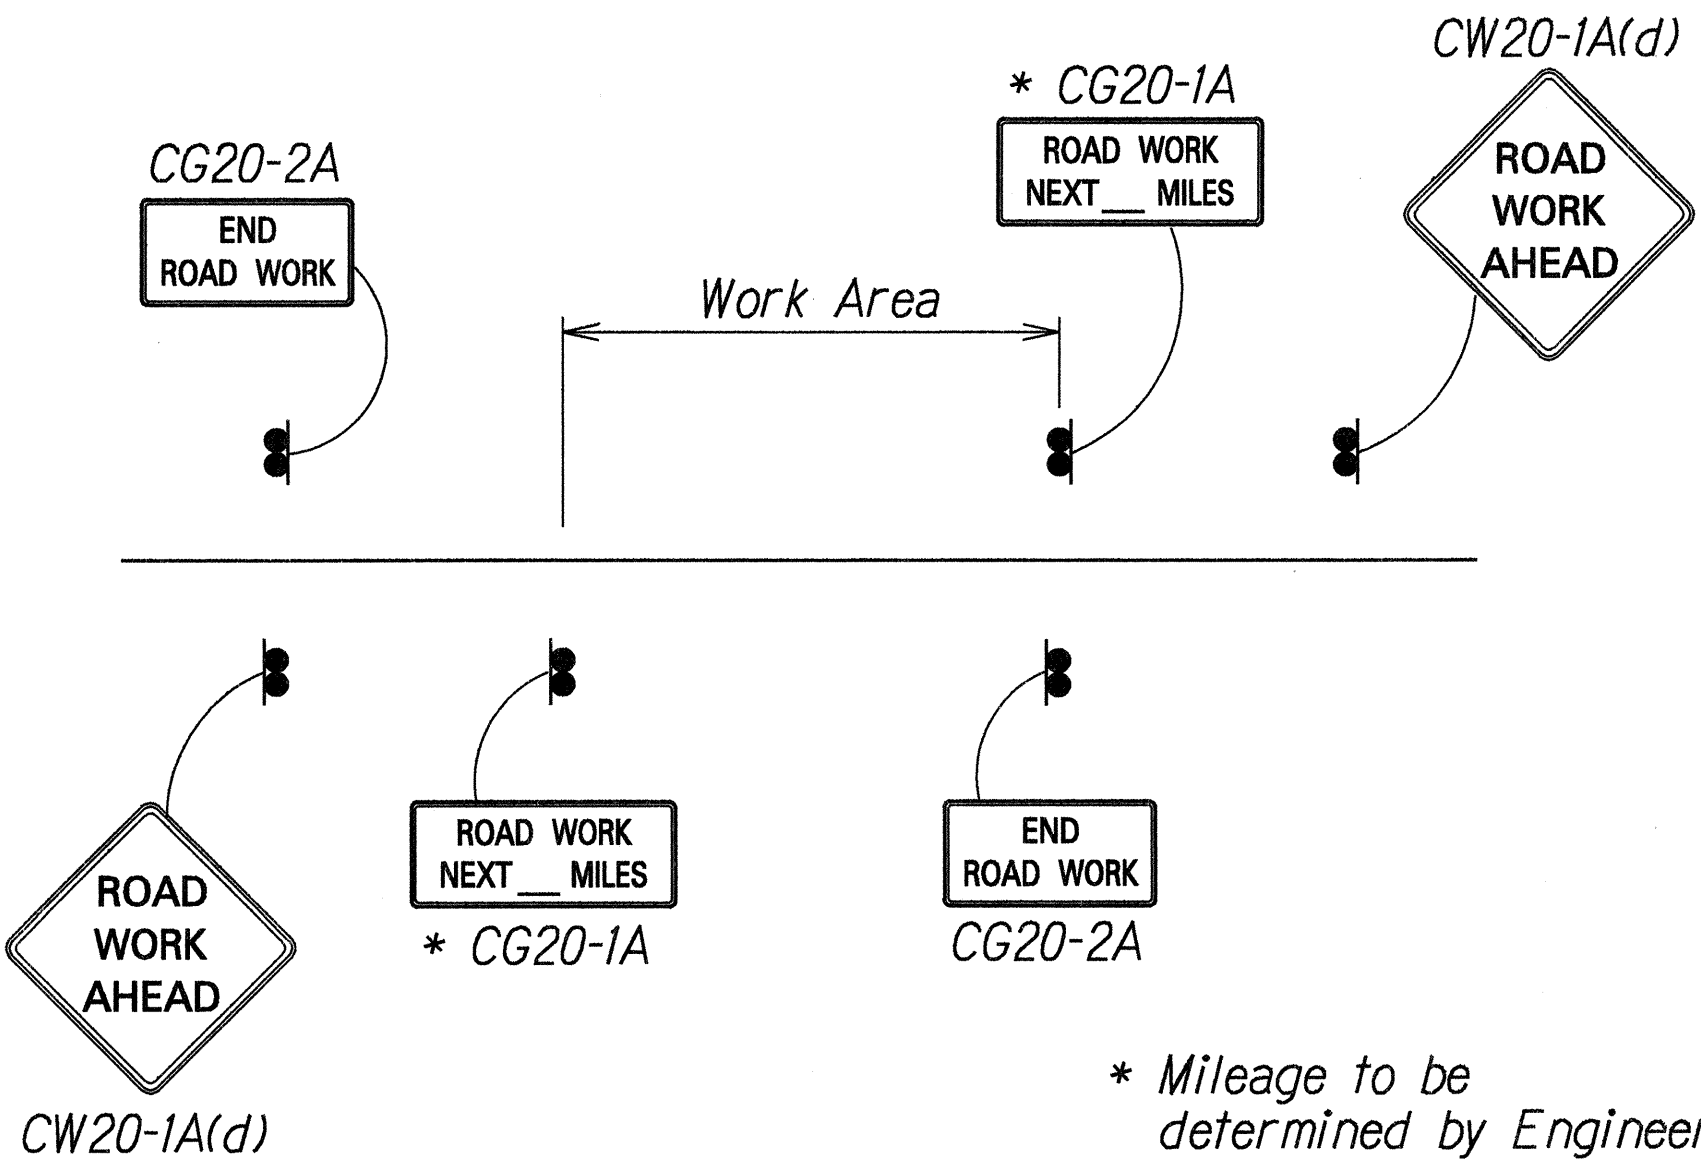 CW20-1A(d)
* CG20-1A
ROAD WORK
NEXT __ MILES
ROAD
WORK
AHEAD
CG20-2A
END
ROAD WORK
Work Area
ROAD
WORK
AHEAD
CW20-1A(d)
ROAD WORK
NEXT __ MILES
* CG20-1A
END
ROAD WORK
CG20-2A
* Mileage to be
determined by Engineer